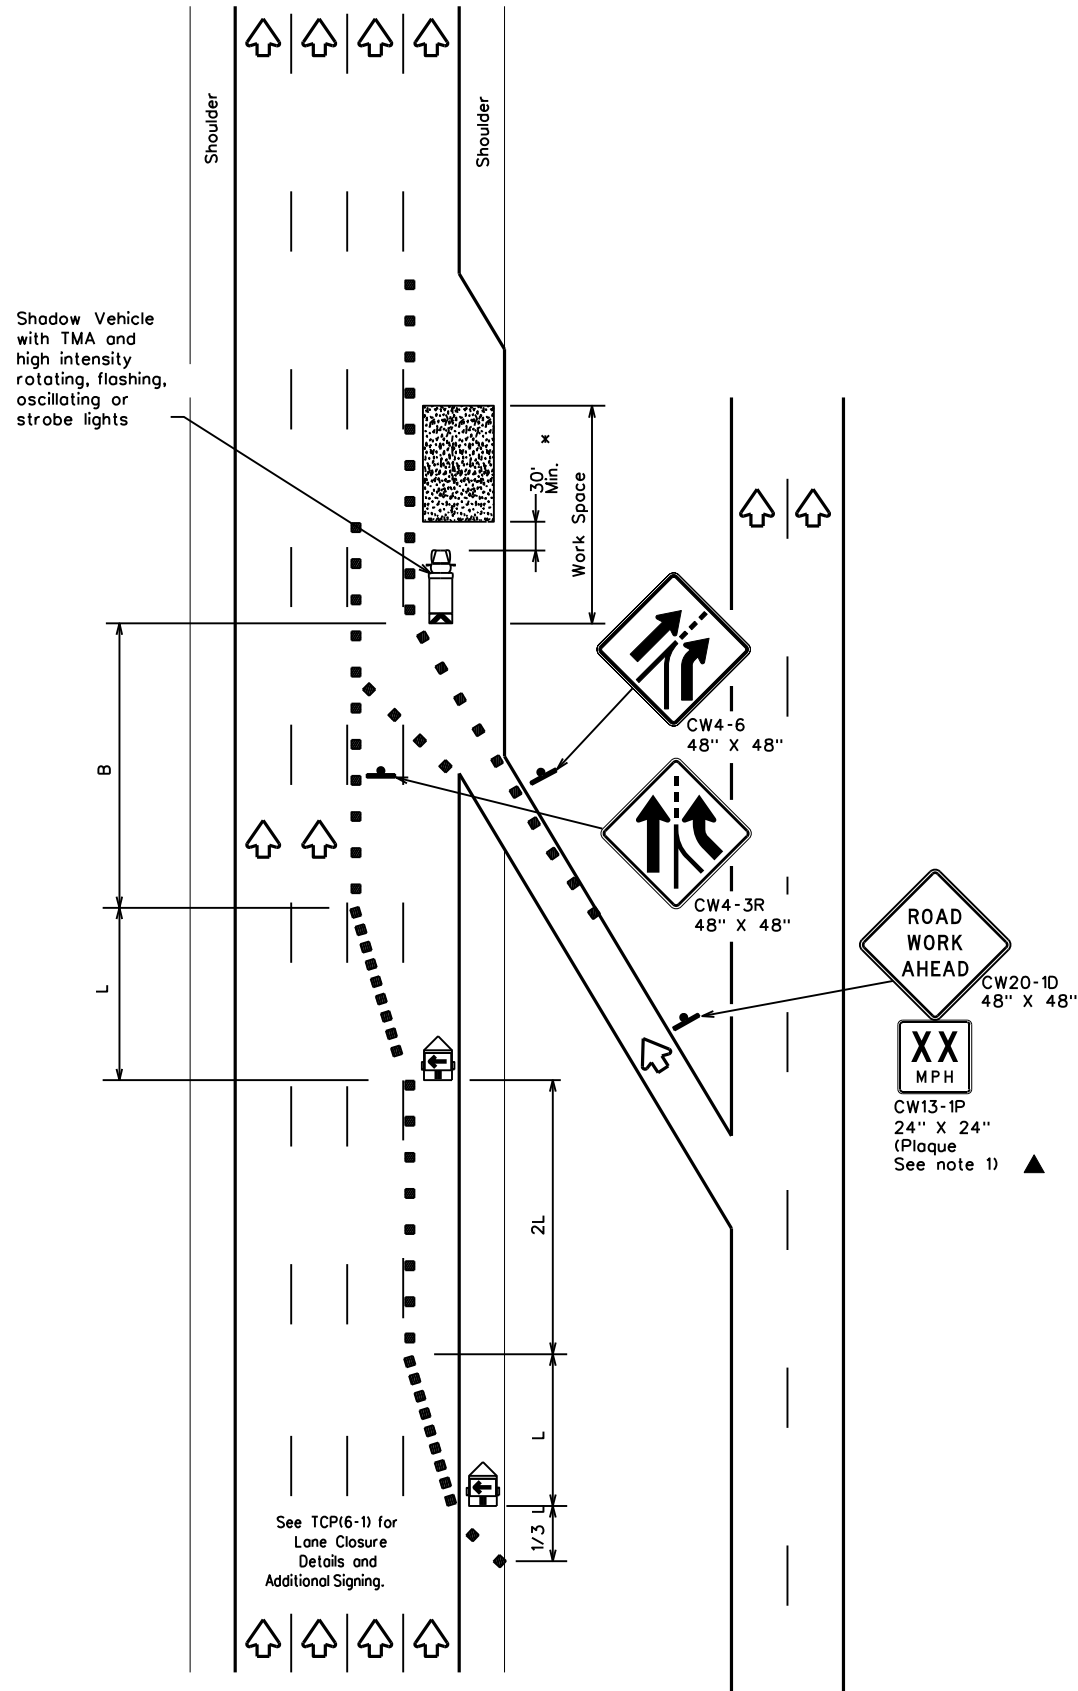 Shoulder
Shoulder
Shadow Vehicle
with TMA and
high intensity
rotating, flashing,
oscillating or
strobe lights
30'
Min.
*
Work Space
CW4-6
48" X 48"
B
CW4-3R
48" X 48"
ROAD
WORK
AHEAD
CW20-1D
48" X 48"
XX
MPH
CW13-1P
24" X 24"
(Plaque
See note 1)
L
2L
L
1/3 L
See TCP(6-1) for
Lane Closure
Details and
Additional Signing.